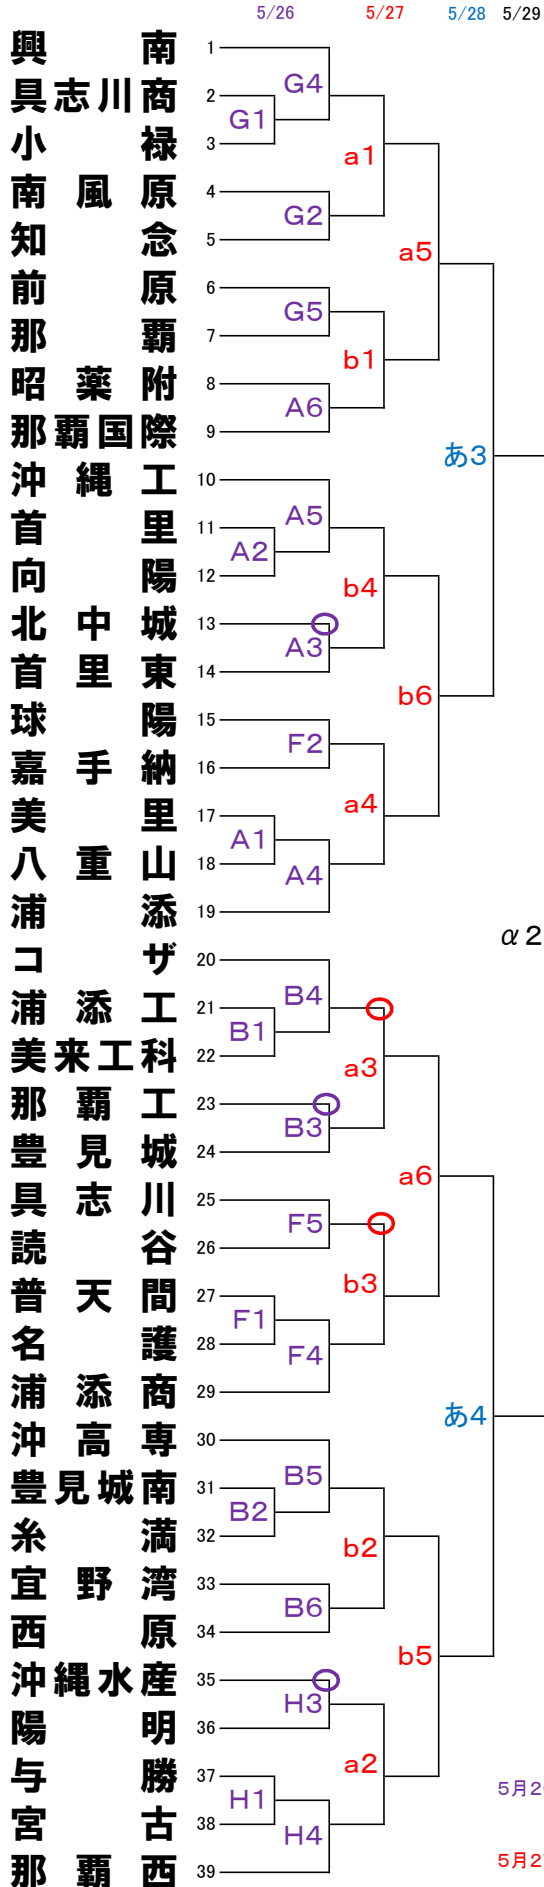 5/26 5/27 5/28 5/29
興南 1
具志川商 2
G4
G1
小禄 3
a1
南風原 4
G2
知念 5
a5
前原 6
G5
那覇 7
b1
昭薬附 8
A6
那覇国際 9
あ3
沖縄工 10
A5
首里 11
A2
向陽 12
b4
北中城 13
A3
首里東 14
b6
球陽 15
F2
嘉手納 16
a4
美里 17
A1
八重山 18
A4
浦添 19
α2
コザ 20
B4
浦添工 21
B1
美来工科 22
a3
那覇工 23
B3
豊見城 24
a6
具志川 25
F5
読谷 26
b3
普天間 27
F1
名護 28
F4
浦添商 29
あ4
沖高専 30
B5
豊見城南 31
B2
糸満 32
b2
宜野湾 33
B6
西原 34
b5
沖縄水産 35
H3
陽明 36
a2
与勝 37
5月2
H1
宮古 38
H4
那覇西 39
5月2